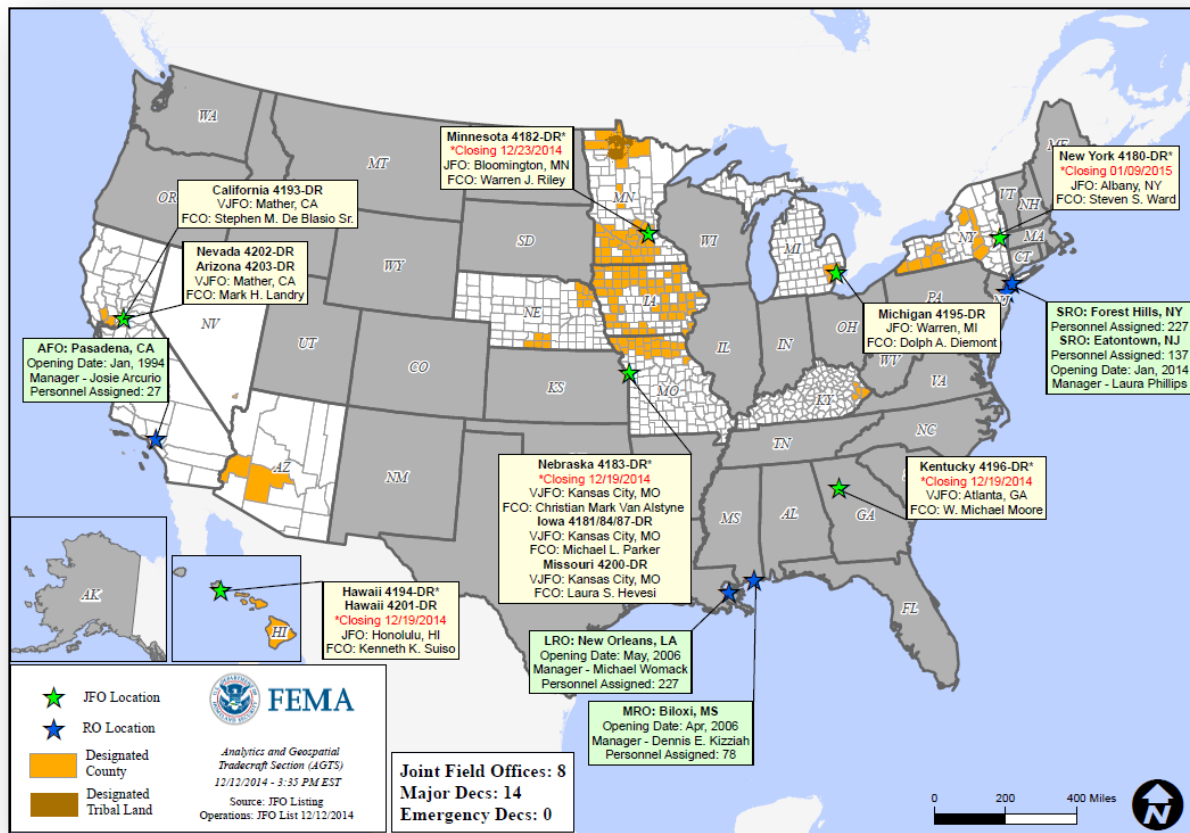 WA
OR
MT
ID
WY
SD
NV
UT
CO
NE
KS
NM
AZ
MN
IA
MO
WI
IL
IN
MI
OH
KY
TN
MS
AL
GA
FL
NC
VA
WV
PA
NJ
NY
CT
MA
VT
NH
ME
AK
HI
Minnesota 4182-DR*
*Closing 12/23/2014
JFO: Bloomington, MN
FCO: Warren J. Riley
New York 4180-DR*
*Closing 01/09/2015
JFO: Albany, NY
FCO: Steven S. Ward
California 4193-DR
VJFO: Mather, CA
FCO: Stephen M. De Blasio Sr.
Nevada 4202-DR
Arizona 4203-DR
VJFO: Mather, CA
FCO: Mark H. Landry
Michigan 4195-DR
JFO: Warren, MI
FCO: Dolph A. Diemont
SRO: Forest Hills, NY
Personnel Assigned: 227
SRO: Eatontown, NJ
Personnel Assigned: 137
Opening Date: Jan, 2014
Manager - Laura Phillips
AFO: Pasadena, CA
Opening Date: Jan, 1994
Manager - Josie Arcurio
Personnel Assigned: 27
Nebraska 4183-DR*
*Closing 12/19/2014
VJFO: Kansas City, MO
FCO: Christian Mark Van Alstyne
Iowa 4181/84/87-DR
VJFO: Kansas City, MO
FCO: Michael L. Parker
Missouri 4200-DR
VJFO: Kansas City, MO
FCO: Laura S. Hevesi
Kentucky 4196-DR*
*Closing 12/19/2014
VJFO: Atlanta, GA
FCO: W. Michael Moore
Hawaii 4194-DR*
Hawaii 4201-DR
*Closing 12/19/2014
JFO: Honolulu, HI
FCO: Kenneth K. Suiso
LRO: New Orleans, LA
Opening Date: May, 2006
Manager - Michael Womack
Personnel Assigned: 227
MRO: Biloxi, MS
Opening Date: Apr, 2006
Manager - Dennis E. Kizziah
Personnel Assigned: 78
JFO Location
RO Location
Designated
County
Designated
Tribal Land
FEMA
Analytics and Geospatial
Tradecraft Section (AGTS)
12/12/2014 - 3:35 PM EST
Source: JFO Listing
Operations: JFO List 12/12/2014
Joint Field Offices: 8
Major Decs: 14
Emergency Decs: 0
0 200 400 Miles
N